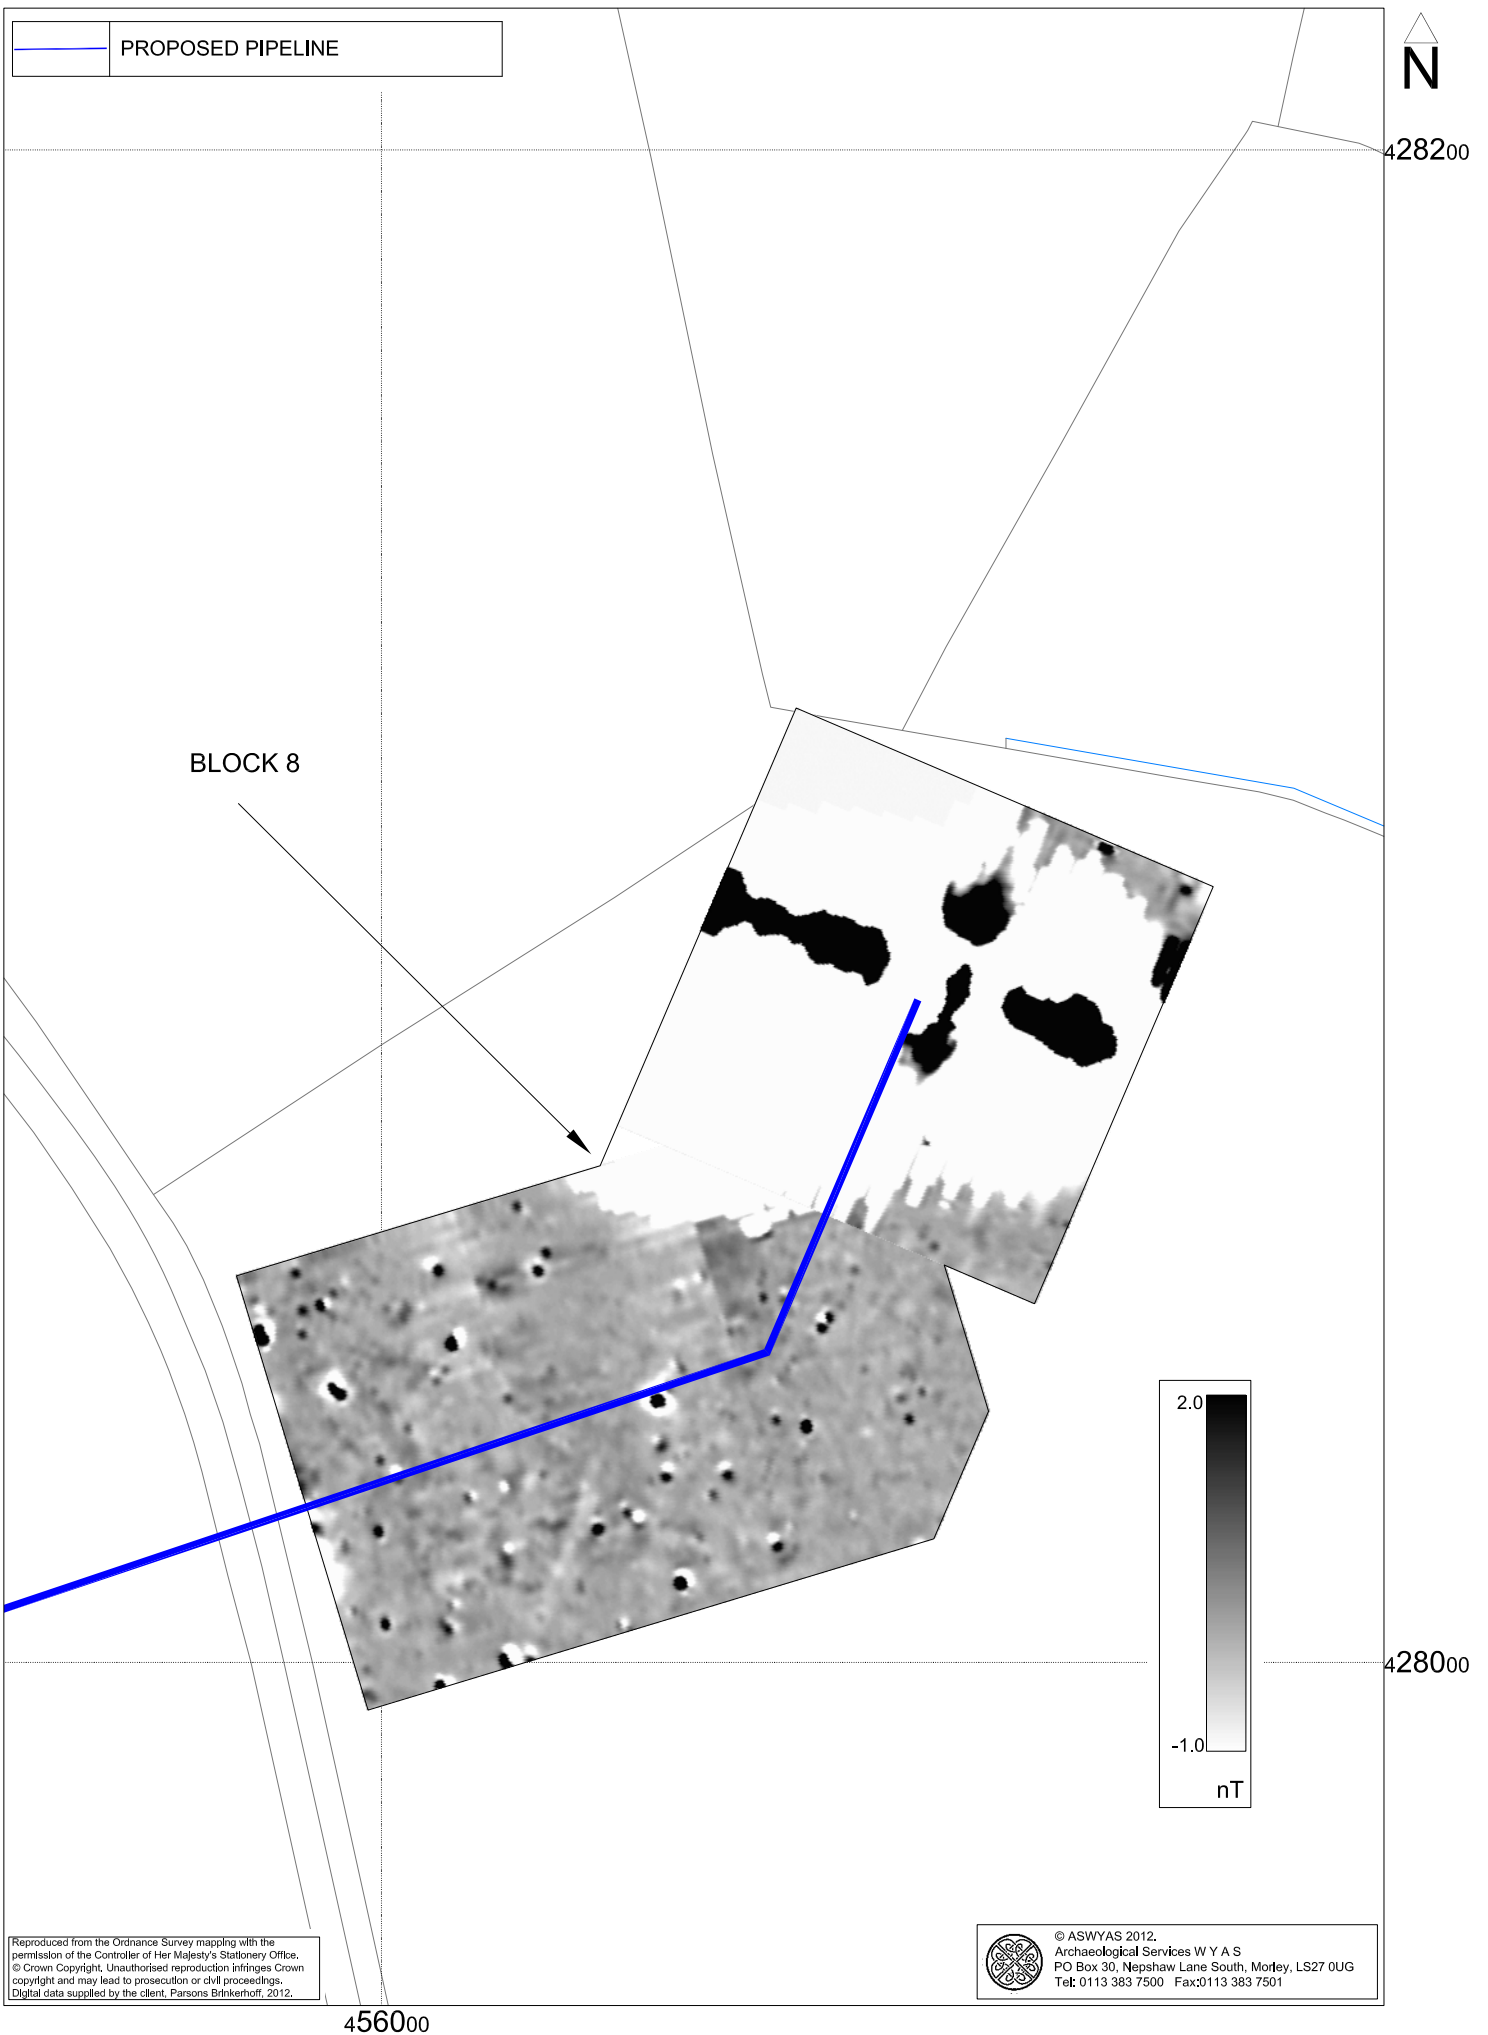 PROPOSED PIPELINE
N
428200
BLOCK 8
2.0
-1.0
nT
428000
Reproduced from the Ordnance Survey mapping with the
permission of the Controller of Her Majesty's Stationery Office.
© Crown Copyright. Unauthorised reproduction infringes Crown
copyright and may lead to prosecution or civil proceedings.
Digital data supplied by the client, Parsons Brinkerhoff, 2012.
© ASWYAS 2012.
Archaeological Services W Y A S
PO Box 30, Nepshaw Lane South, Morley, LS27 0UG
Tel: 0113 383 7500 Fax:0113 383 7501
456000